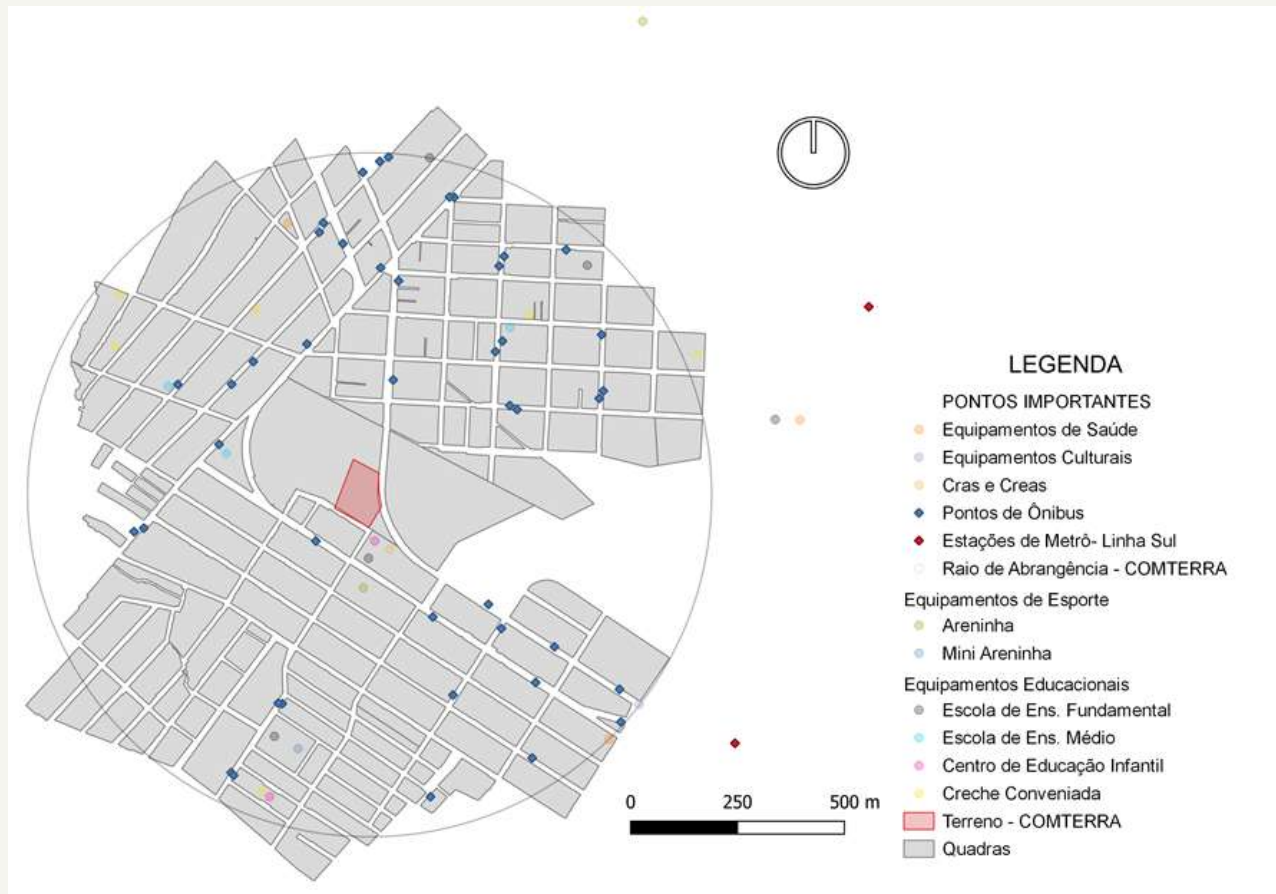 LEGENDA
PONTOS IMPORTANTES
Equipamentos de Saúde
Equipamentos Culturais
Cras e Creas
Pontos de Ônibus
Estações de Metrô- Linha Sul
Raio de Abrangência - COMTERRA
Equipamentos de Esporte
Areninha
Mini Areninha
Equipamentos Educacionais
Escola de Ens. Fundamental
Escola de Ens. Médio
Centro de Educação Infantil
Creche Conveniada
Terreno - COMTERRA
Quadras
0 250 500 m